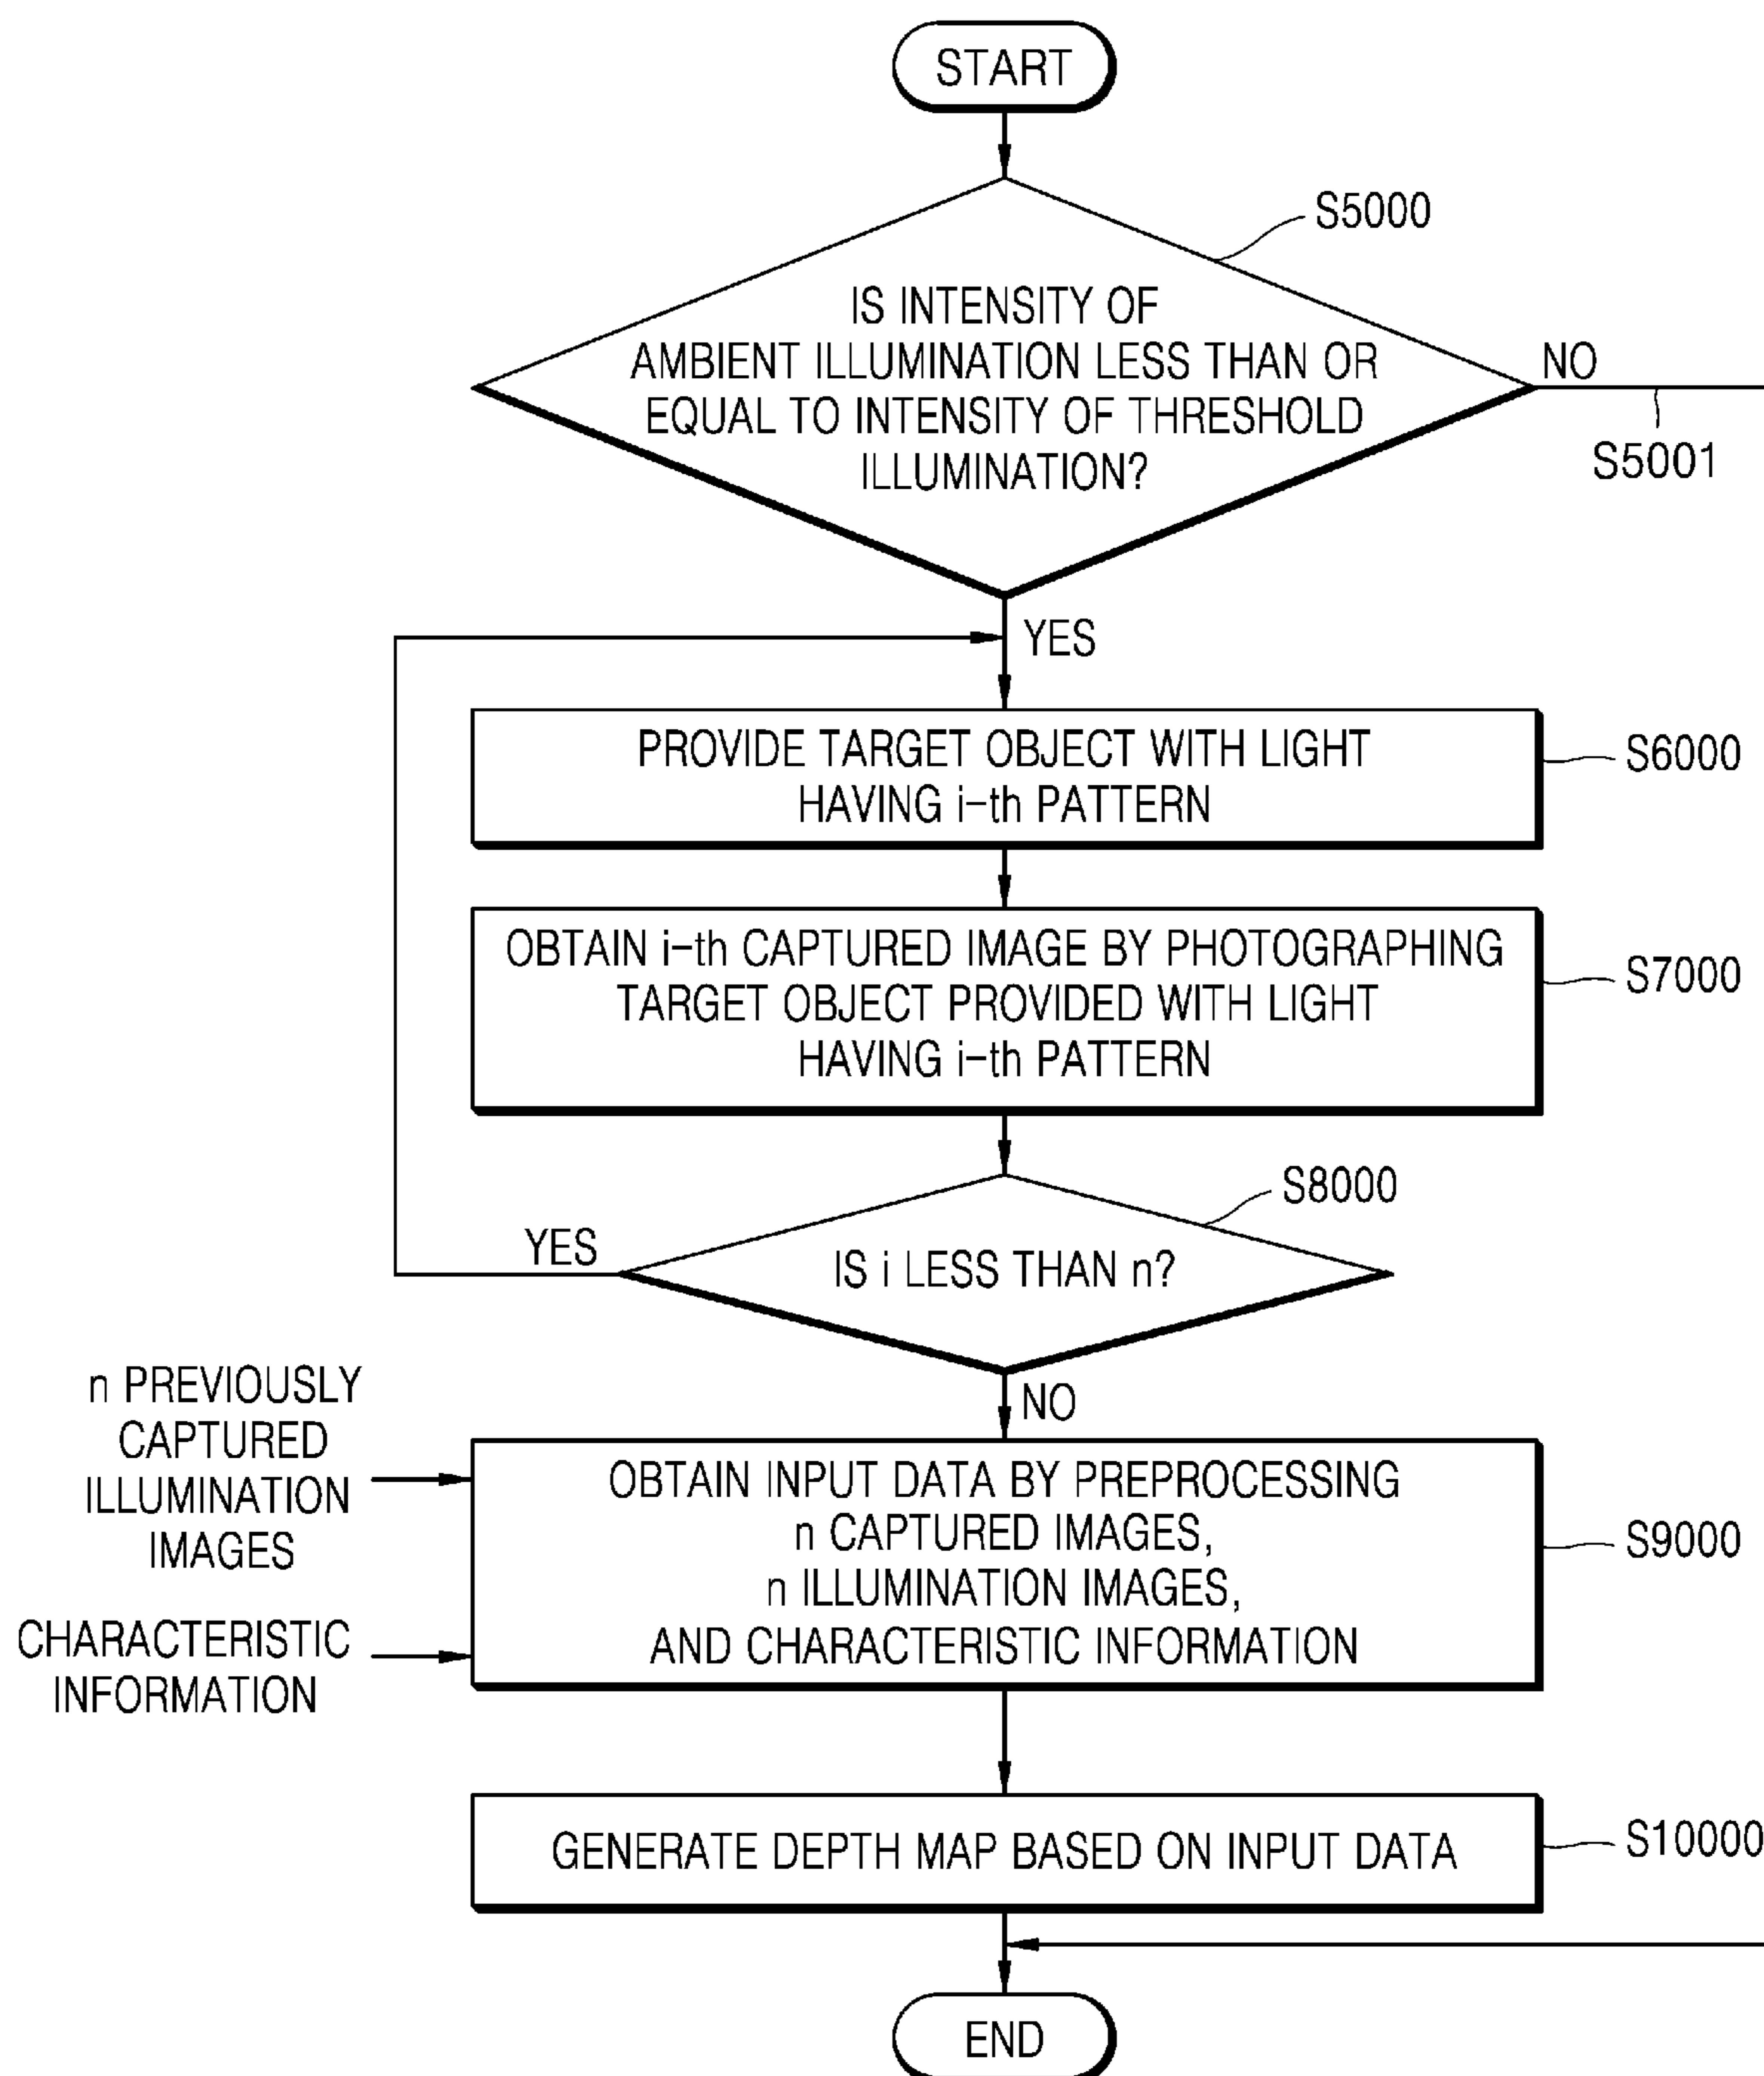 START
S5000
IS INTENSITY OF
AMBIENT ILLUMINATION LESS THAN OR
EQUAL TO INTENSITY OF THRESHOLD
ILLUMINATION?
NO
S5001
YES
PROVIDE TARGET OBJECT WITH LIGHT
HAVING i-th PATTERN
S6000
OBTAIN i-th CAPTURED IMAGE BY PHOTOGRAPHING
TARGET OBJECT PROVIDED WITH LIGHT
HAVING i-th PATTERN
S7000
S8000
YES
IS i LESS THAN n?
NO
n PREVIOUSLY
CAPTURED
ILLUMINATION
IMAGES
CHARACTERISTIC
INFORMATION
OBTAIN INPUT DATA BY PREPROCESSING
n CAPTURED IMAGES,
n ILLUMINATION IMAGES,
AND CHARACTERISTIC INFORMATION
S9000
GENERATE DEPTH MAP BASED ON INPUT DATA
S10000
END